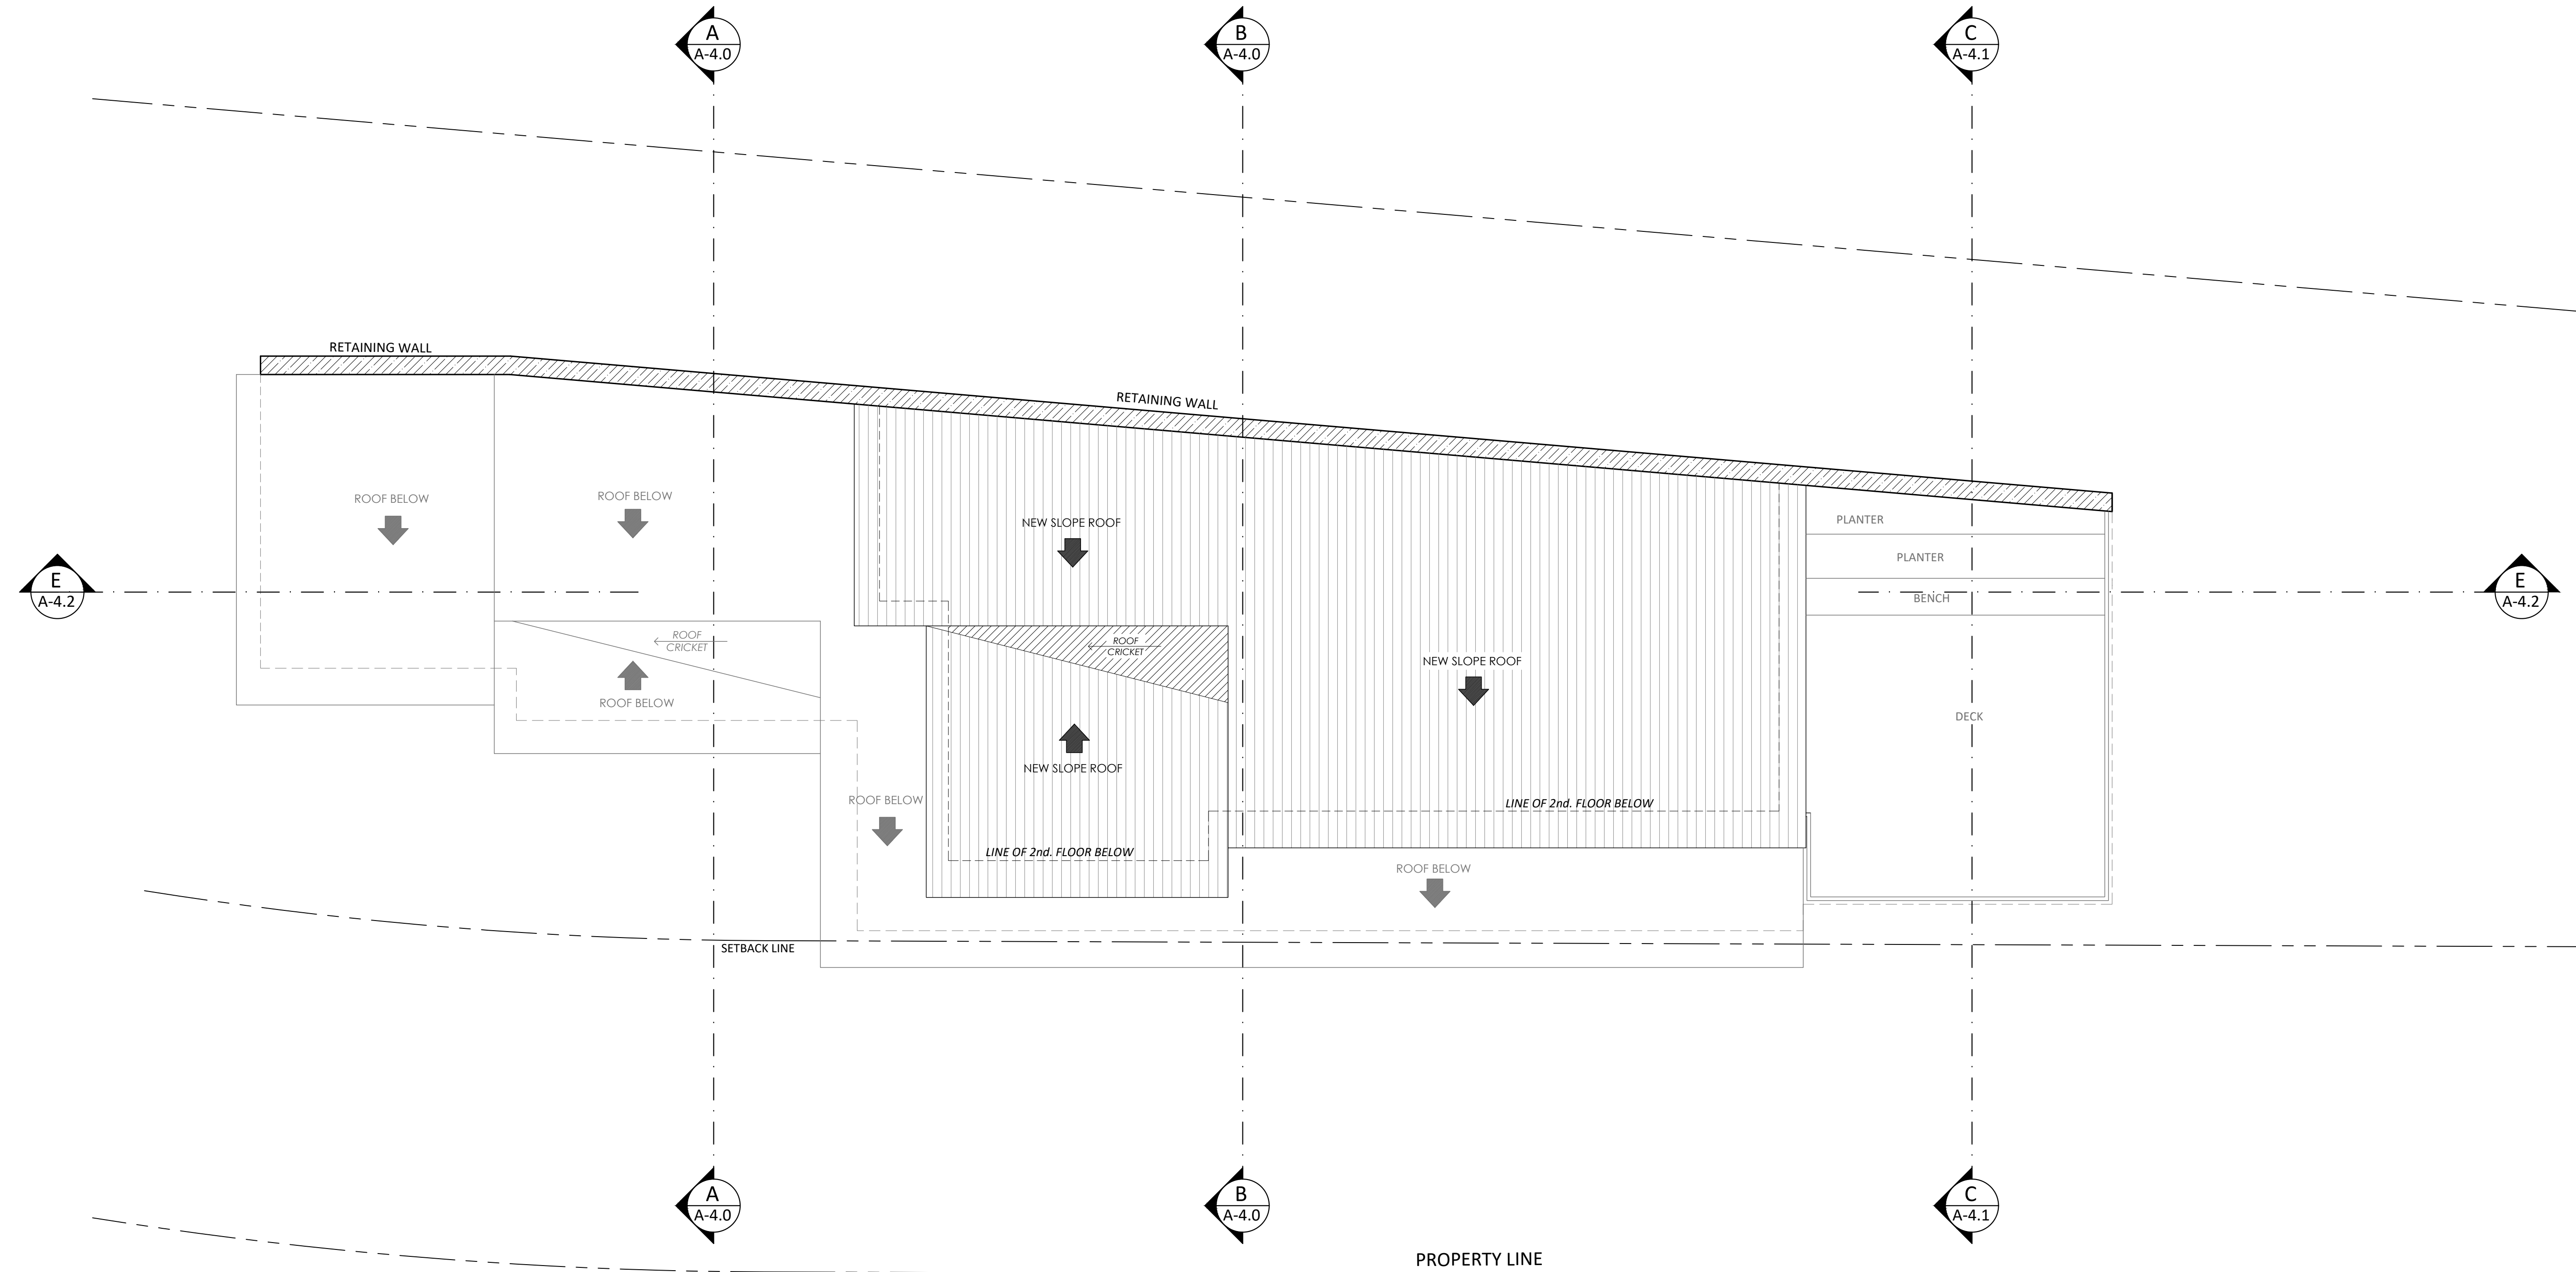 A
A-4.0
B
A-4.0
C
A-4.1
RETAINING WALL
RETAINING WALL
ROOF BELOW
ROOF BELOW
NEW SLOPE ROOF
PLANTER
PLANTER
E
A-4.2
BENCH
E
A-4.2
ROOF
CRICKET
ROOF
CRICKET
NEW SLOPE ROOF
ROOF BELOW
DECK
NEW SLOPE ROOF
ROOF BELOW
LINE OF 2nd. FLOOR BELOW
LINE OF 2nd. FLOOR BELOW
ROOF BELOW
SETBACK LINE
A
A-4.0
B
A-4.0
C
A-4.1
PROPERTY LINE